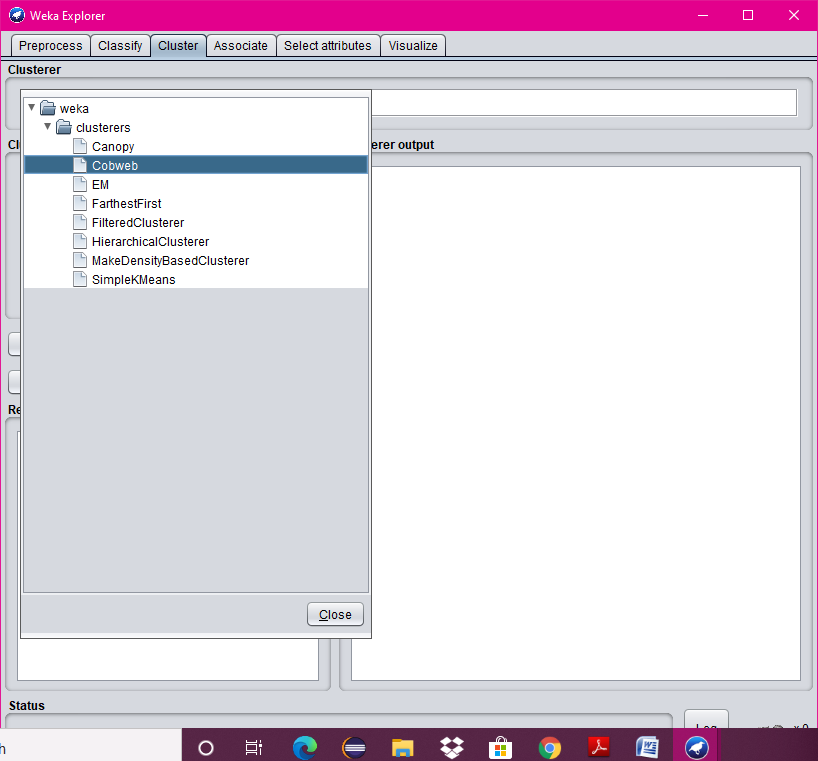 Weka Explorer
Preprocess Classify Cluster Associate Select attributes Visualize
Clusterer
weka
clusterers
Canopy
Cobweb
EM
FarthestFirst
FilteredClusterer
HierarchicalClusterer
MakeDensityBasedClusterer
SimpleKMeans
Cl
erer output
Re
Close
Status
Log
x 0
h